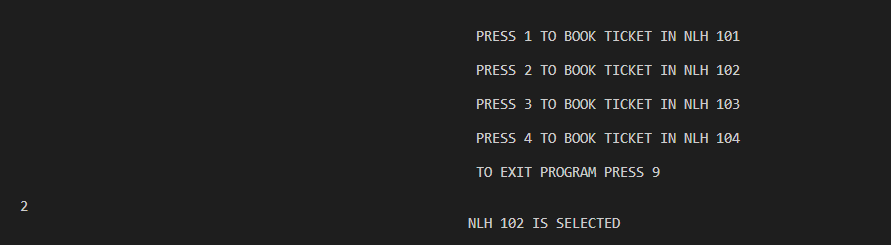 PRESS 1 TO BOOK TICKET IN NLH 101
PRESS 2 TO BOOK TICKET IN NLH 102
PRESS 3 TO BOOK TICKET IN NLH 103
PRESS 4 TO BOOK TICKET IN NLH 104
TO EXIT PROGRAM PRESS 9
2
NLH 102 IS SELECTED